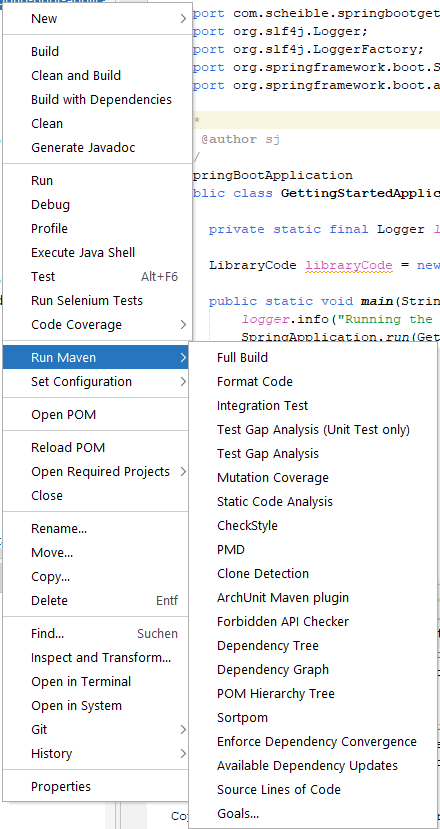 New
Build
Clean and Build
Build with Dependencies
Clean
Generate Javadoc
Run
Debug
Profile
Execute Java Shell
Test Alt+F6
Run Selenium Tests
Code Coverage
Run Maven
Set Configuration
Open POM
Reload POM
Open Required Projects
Close
Rename...
Move...
Copy...
Delete Entf
Find... Suchen
Inspect and Transform...
Open in Terminal
Open in System
Git
History
Properties
Full Build
Format Code
Integration Test
Test Gap Analysis (Unit Test only)
Test Gap Analysis
Mutation Coverage
Static Code Analysis
CheckStyle
PMD
Clone Detection
ArchUnit Maven plugin
Forbidden API Checker
Dependency Tree
Dependency Graph
POM Hierarchy Tree
Sortpom
Enforce Dependency Convergence
Available Dependency Updates
Source Lines of Code
Goals...
port com.scheible.springbootget
port org.slf4j.Logger;
port org.slf4j.LoggerFactory;
port org.springframework.boot.S
port org.springframework.boot.a
*
@author sj
/
pringBootApplication
blic class GettingStartedApplic
private static final Logger l
LibraryCode libraryCode = new
public static void main(Strin
logger.info("Running the
SpringApplication.run(Get
Co